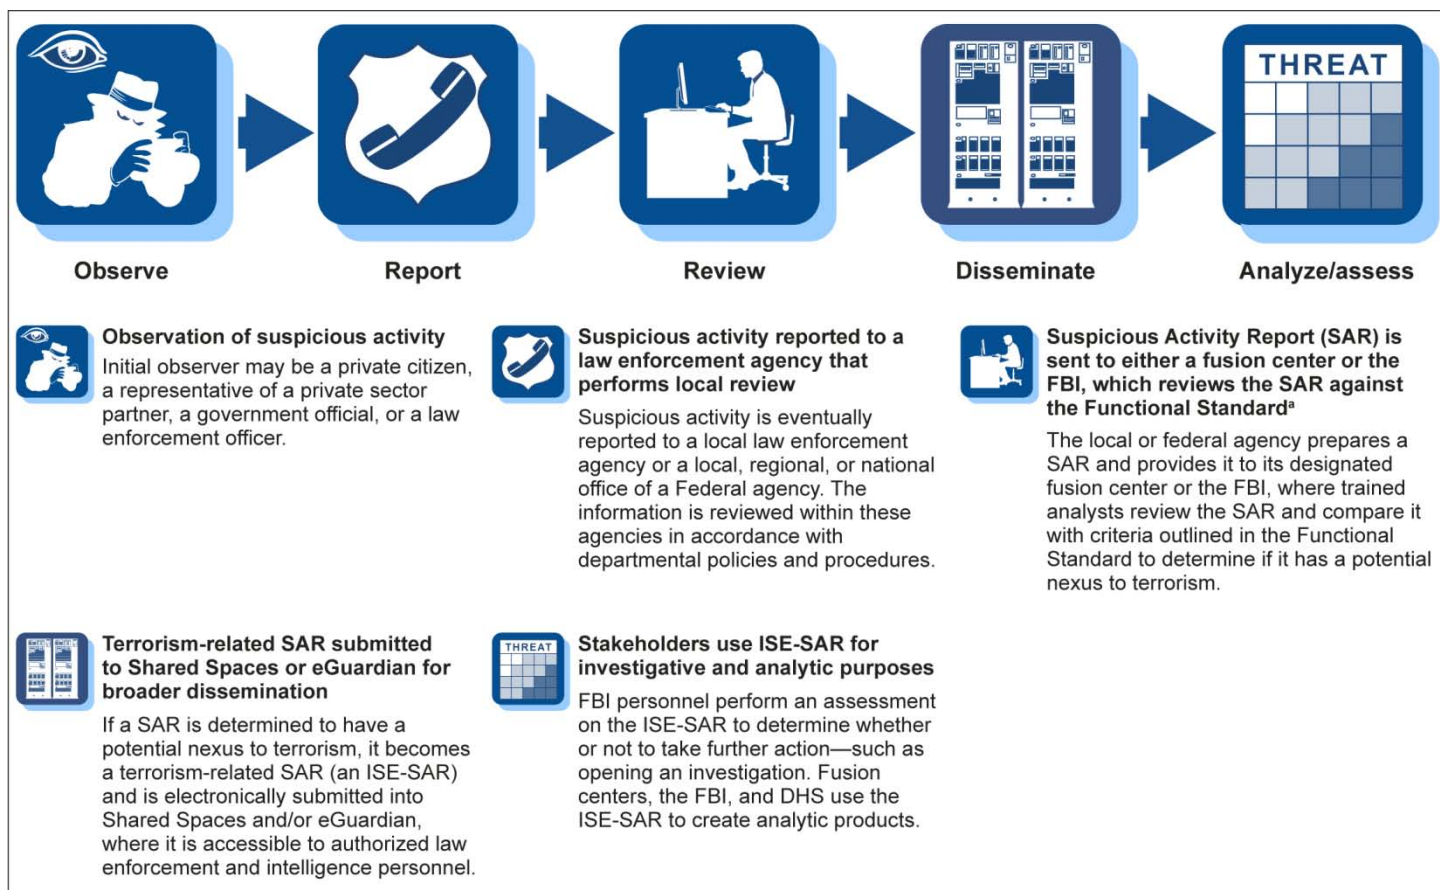 THREAT
Observe
Report
Review
Disseminate
Analyze/assess
Observation of suspicious activity
Initial observer may be a private citizen,
a representative of a private sector
partner, a government official, or a law
enforcement officer.
Suspicious activity reported to a
law enforcement agency that
performs local review
Suspicious activity is eventually
reported to a local law enforcement
agency or a local, regional, or national
office of a Federal agency. The
information is reviewed within these
agencies in accordance with
departmental policies and procedures.
Suspicious Activity Report (SAR) is
sent to either a fusion center or the
FBI, which reviews the SAR against
the Functional Standardᵃ
The local or federal agency prepares a
SAR and provides it to its designated
fusion center or the FBI, where trained
analysts review the SAR and compare it
with criteria outlined in the Functional
Standard to determine if it has a potential
nexus to terrorism.
Terrorism-related SAR submitted
to Shared Spaces or eGuardian for
broader dissemination
If a SAR is determined to have a
potential nexus to terrorism, it becomes
a terrorism-related SAR (an ISE-SAR)
and is electronically submitted into
Shared Spaces and/or eGuardian,
where it is accessible to authorized law
enforcement and intelligence personnel.
THREAT
Stakeholders use ISE-SAR for
investigative and analytic purposes
FBI personnel perform an assessment
on the ISE-SAR to determine whether
or not to take further action—such as
opening an investigation. Fusion
centers, the FBI, and DHS use the
ISE-SAR to create analytic products.